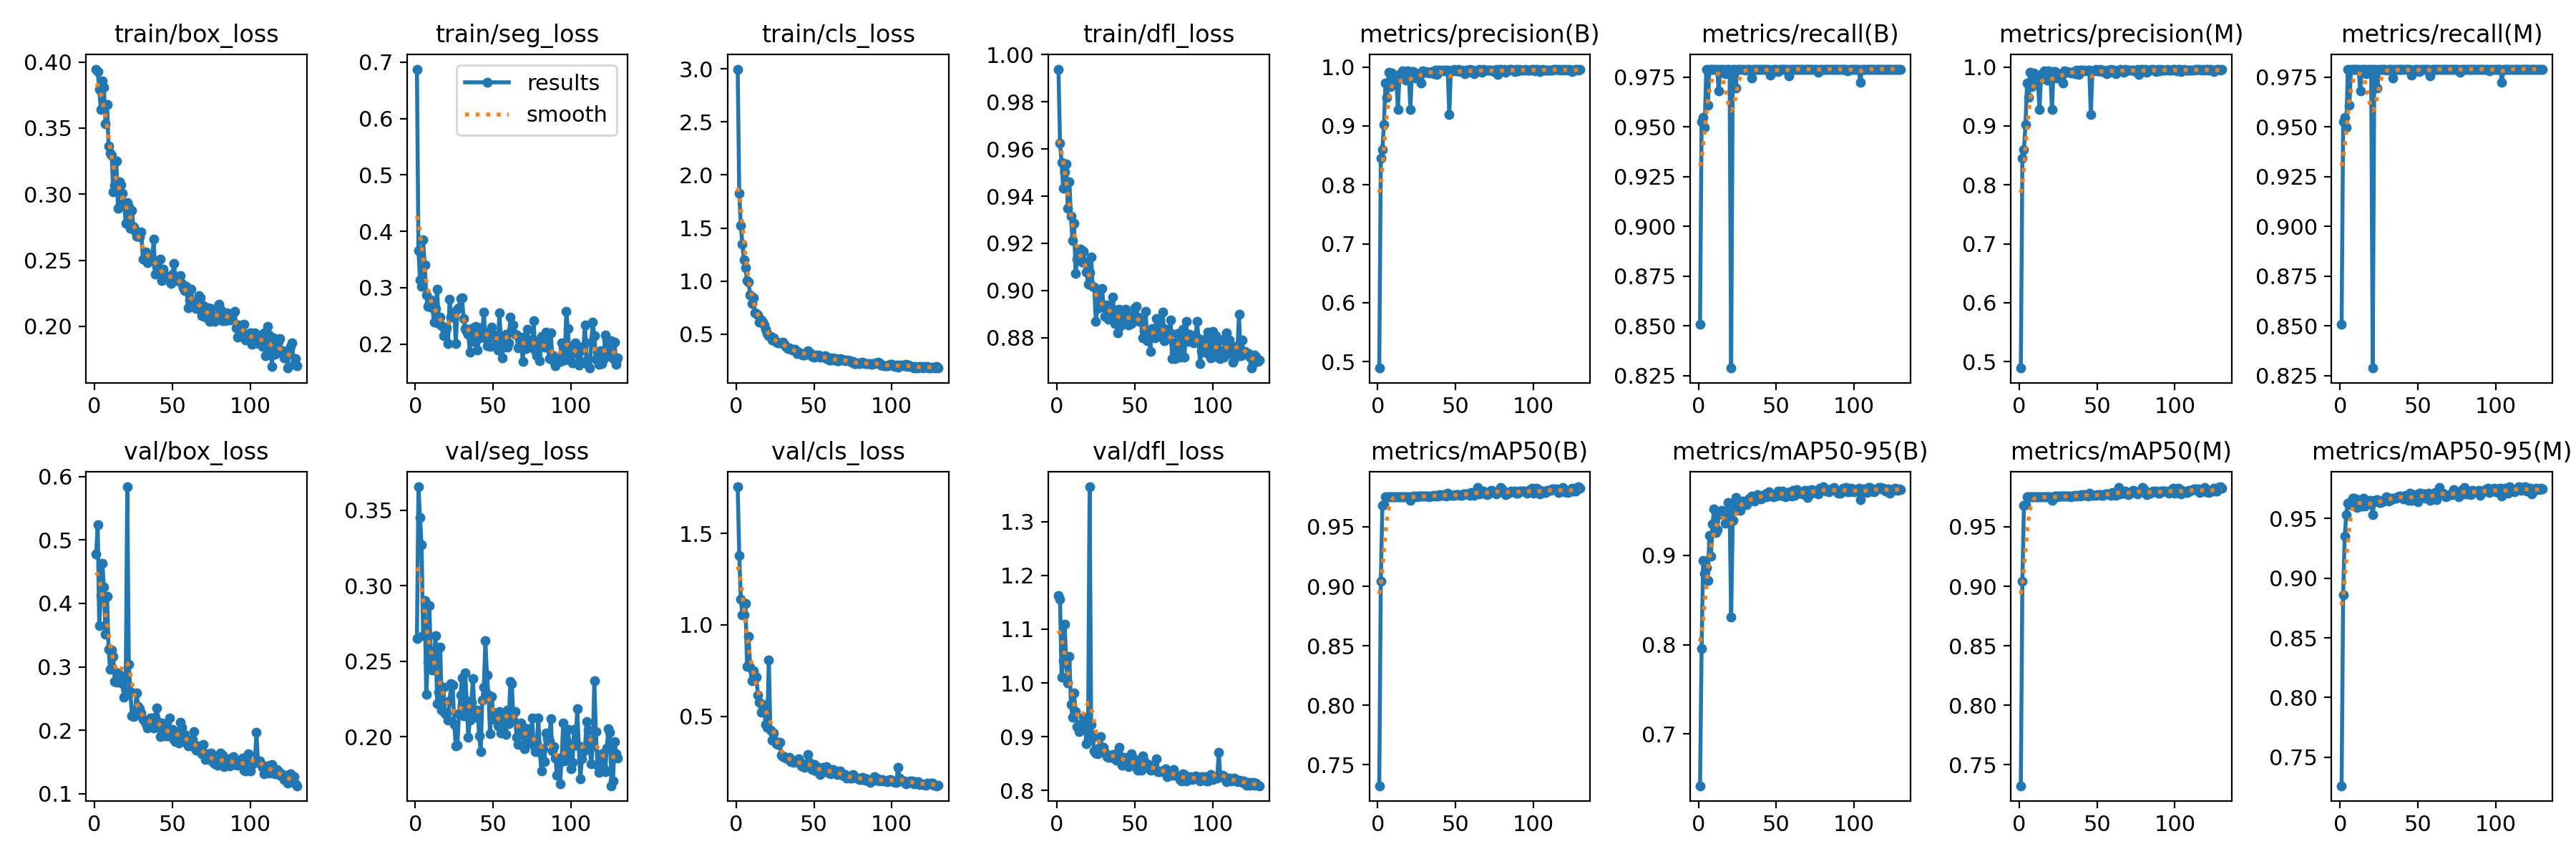 train/box_loss
0.40
0.35
0.30
0.25
0.20
0 50 100
train/seg_loss
results
smooth
0.7
0.6
0.5
0.4
0.3
0.2
0 50 100
train/cls_loss
3.0
2.5
2.0
1.5
1.0
0.5
0 50 100
train/dfl_loss
1.00
0.98
0.96
0.94
0.92
0.90
0.88
0 50 100
metrics/precision(B)
1.0
0.9
0.8
0.7
0.6
0.5
0 50 100
metrics/recall(B)
0.975
0.950
0.925
0.900
0.875
0.850
0.825
0 50 100
metrics/precision(M)
1.0
0.9
0.8
0.7
0.6
0.5
0 50 100
metrics/recall(M)
0.975
0.950
0.925
0.900
0.875
0.850
0.825
0 50 100
val/box_loss
0.6
0.5
0.4
0.3
0.2
0.1
0 50 100
val/seg_loss
0.35
0.30
0.25
0.20
0 50 100
val/cls_loss
1.5
1.0
0.5
0 50 100
val/dfl_loss
1.3
1.2
1.1
1.0
0.9
0.8
0 50 100
metrics/mAP50(B)
0.95
0.90
0.85
0.80
0.75
0 50 100
metrics/mAP50-95(B)
0.9
0.8
0.7
0 50 100
metrics/mAP50(M)
0.95
0.90
0.85
0.80
0.75
0 50 100
metrics/mAP50-95(M)
0.95
0.90
0.85
0.80
0.75
0 50 100